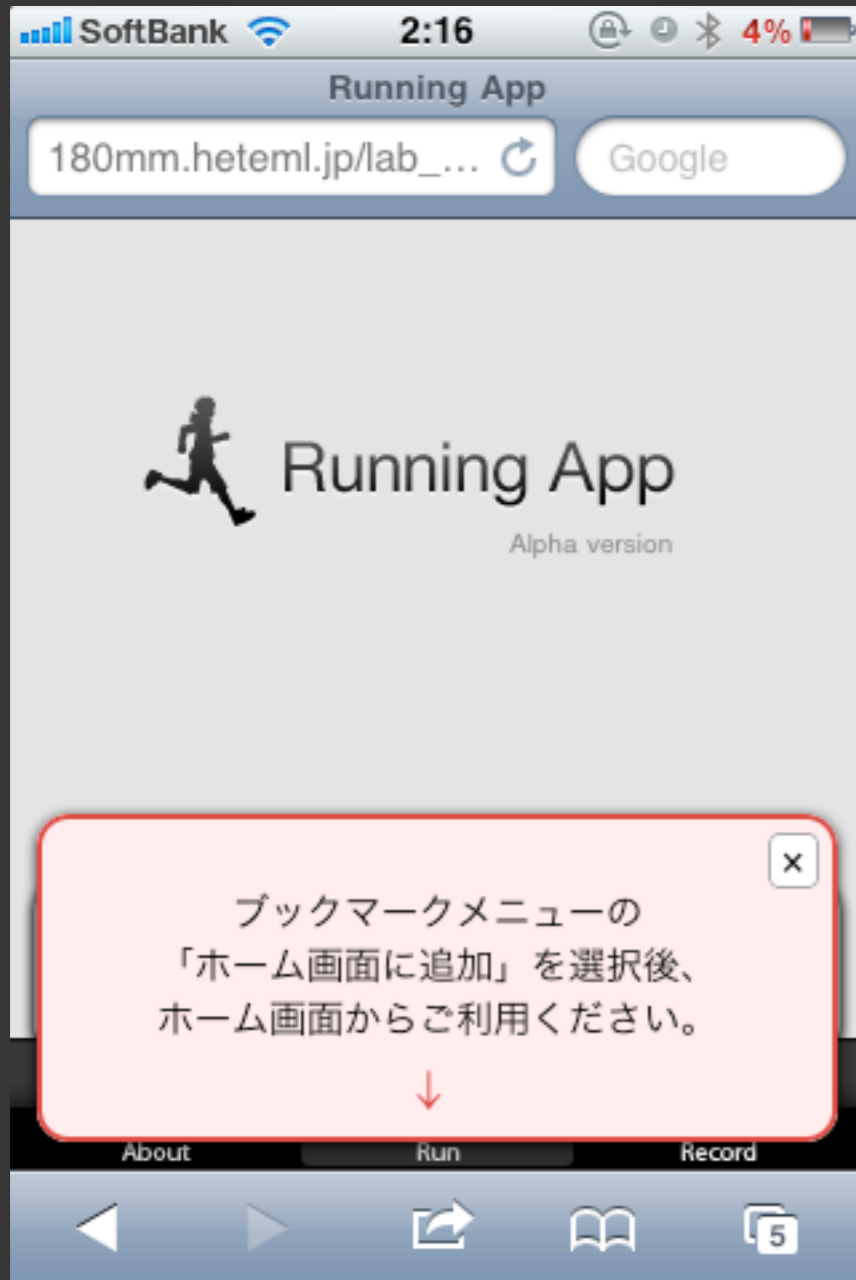 SoftBank 2:16 4%
Running App
180mm.heteml.jp/lab_... Google
Running App
Alpha version
×
ブックマークメニューの
「ホーム画面に追加」を選択後、
ホーム画面からご利用ください。
↓
About Run Record
5